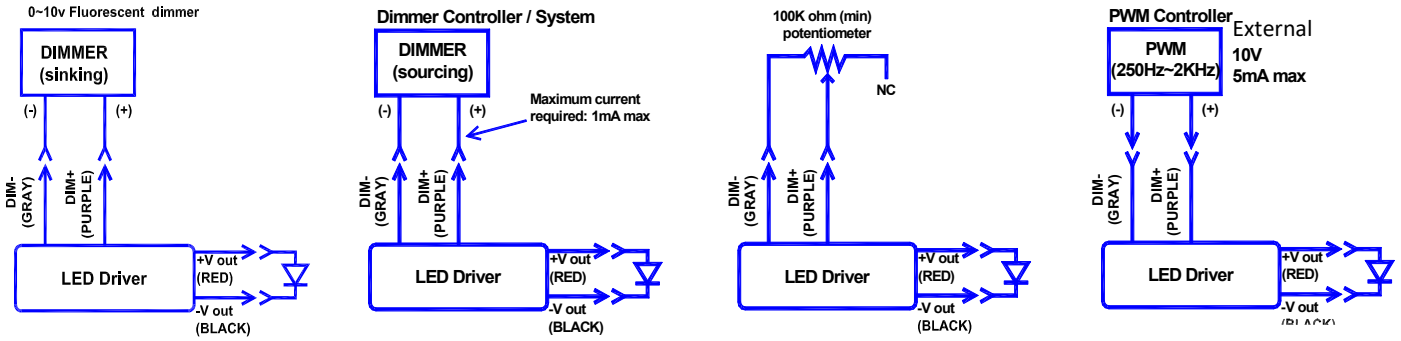 0~10v Fluorescent dimmer
DIMMER
(sinking)
(-)
(+)
DIM-
(GRAY)
DIM+
(PURPLE)
LED Driver
+V out
(RED)
-V out
(BLACK)
Dimmer Controller / System
DIMMER
(sourcing)
(-)
(+)
Maximum current
required: 1mA max
DIM-
(GRAY)
DIM+
(PURPLE)
LED Driver
+V out
(RED)
-V out
(BLACK)
100K ohm (min)
potentiometer
NC
DIM-
(GRAY)
DIM+
(PURPLE)
LED Driver
+V out
(RED)
-V out
(BLACK)
PWM Controller
External
PWM
(250Hz~2KHz)
10V
5mA max
(-)
(+)
DIM-
(GRAY)
DIM+
(PURPLE)
LED Driver
+V out
(RED)
-V out
(BLACK)